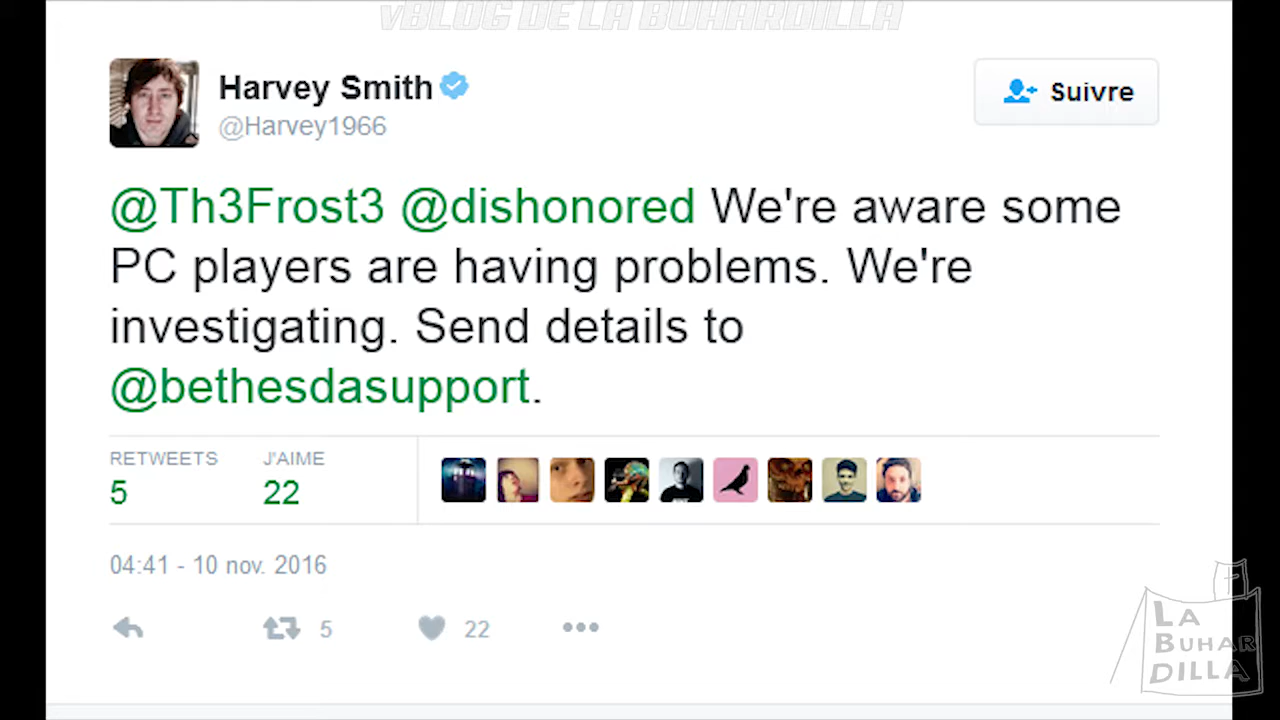 vBLOG DE LA BUHARDILLA
Harvey Smith
@Harvey1966
Suivre
@Th3Frost3 @dishonored We're aware some
PC players are having problems. We're
investigating. Send details to
@bethesdasupport.
RETWEETS J'AIME
5 22
04:41 - 10 nov. 2016
5 22
LA
BUHAR
DILLA